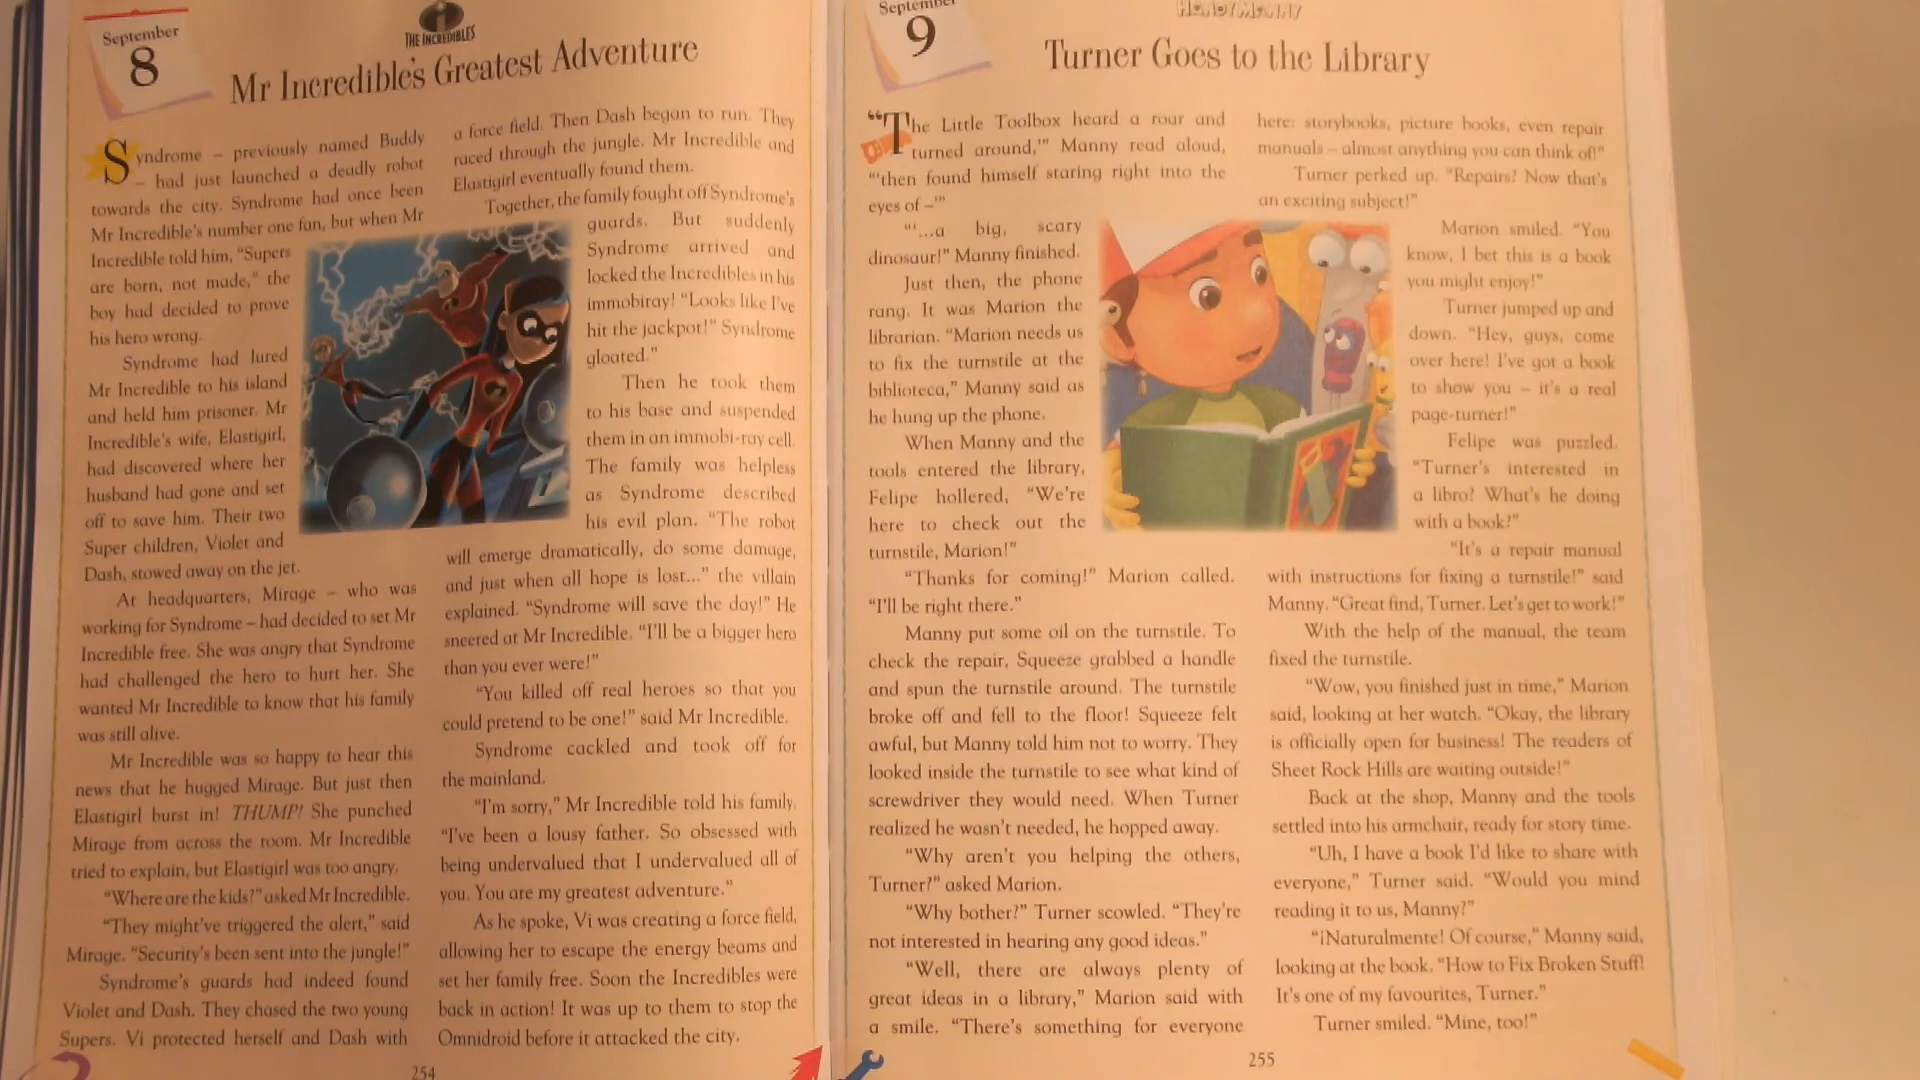 September
8
THE INCREDIBLES
Mr Incredible's Greatest Adventure
Syndrome – previously named Buddy
– had just launched a deadly robot
towards the city. Syndrome had once been
Mr Incredible's number one fan, but when Mr
Incredible told him, “Supers
are born, not made,” the
boy had decided to prove
his hero wrong.
Syndrome had lured
Mr Incredible to his island
and held him prisoner. Mr
Incredible's wife, Elastigirl,
had discovered where her
husband had gone and set
off to save him. Their two
Super children, Violet and
Dash, stowed away on the jet.
At headquarters, Mirage – who was
working for Syndrome – had decided to set Mr
Incredible free. She was angry that Syndrome
had challenged the hero to hurt her. She
wanted Mr Incredible to know that his family
was still alive.
Mr Incredible was so happy to hear this
news that he hugged Mirage. But just then
Elastigirl burst in! THUMP! She punched
Mirage from across the room. Mr Incredible
tried to explain, but Elastigirl was too angry.
“Where are the kids?” asked Mr Incredible.
“They might've triggered the alert,” said
Mirage. “Security's been sent into the jungle!”
Syndrome's guards had indeed found
Violet and Dash. They chased the two young
Supers. Vi protected herself and Dash with
a force field. Then Dash began to run. They
raced through the jungle. Mr Incredible and
Elastigirl eventually found them.
Together, the family fought off Syndrome's
guards. But suddenly
Syndrome arrived and
locked the Incredibles in his
immobiray! “Looks like I've
hit the jackpot!” Syndrome
gloated.”
Then he took them
to his base and suspended
them in an immobi-ray cell.
The family was helpless
as Syndrome described
his evil plan. “The robot
will emerge dramatically, do some damage,
and just when all hope is lost...” the villain
explained. “Syndrome will save the day!” He
sneered at Mr Incredible. “I'll be a bigger hero
than you ever were!”
“You killed off real heroes so that you
could pretend to be one!” said Mr Incredible.
Syndrome cackled and took off for
the mainland.
“I'm sorry,” Mr Incredible told his family.
“I've been a lousy father. So obsessed with
being undervalued that I undervalued all of
you. You are my greatest adventure.”
As he spoke, Vi was creating a force field,
allowing her to escape the energy beams and
set her family free. Soon the Incredibles were
back in action! It was up to them to stop the
Omnidroid before it attacked the city.
254
September
9
HANDY MANNY
Turner Goes to the Library
“‘The Little Toolbox heard a roar and
turned around,’” Manny read aloud,
“‘then found himself staring right into the
eyes of –’”
“‘...a big, scary
dinosaur!” Manny finished.
Just then, the phone
rang. It was Marion the
librarian. “Marion needs us
to fix the turnstile at the
biblioteca,” Manny said as
he hung up the phone.
When Manny and the
tools entered the library,
Felipe hollered, “We're
here to check out the
turnstile, Marion!”
“Thanks for coming!” Marion called.
“I'll be right there.”
Manny put some oil on the turnstile. To
check the repair, Squeeze grabbed a handle
and spun the turnstile around. The turnstile
broke off and fell to the floor! Squeeze felt
awful, but Manny told him not to worry. They
looked inside the turnstile to see what kind of
screwdriver they would need. When Turner
realized he wasn't needed, he hopped away.
“Why aren't you helping the others,
Turner?” asked Marion.
“Why bother?” Turner scowled. “They're
not interested in hearing any good ideas.”
“Well, there are always plenty of
great ideas in a library,” Marion said with
a smile. “There's something for everyone
here: storybooks, picture books, even repair
manuals – almost anything you can think of!”
Turner perked up. “Repairs? Now that's
an exciting subject!”
Marion smiled. “You
know, I bet this is a book
you might enjoy!”
Turner jumped up and
down. “Hey, guys, come
over here! I've got a book
to show you – it's a real
page-turner!”
Felipe was puzzled.
“Turner's interested in
a libro? What's he doing
with a book?”
“It's a repair manual
with instructions for fixing a turnstile!” said
Manny. “Great find, Turner. Let's get to work!”
With the help of the manual, the team
fixed the turnstile.
“Wow, you finished just in time,” Marion
said, looking at her watch. “Okay, the library
is officially open for business! The readers of
Sheet Rock Hills are waiting outside!”
Back at the shop, Manny and the tools
settled into his armchair, ready for story time.
“Uh, I have a book I'd like to share with
everyone,” Turner said. “Would you mind
reading it to us, Manny?”
“¡Naturalmente! Of course,” Manny said,
looking at the book. “How to Fix Broken Stuff!
It's one of my favourites, Turner.”
Turner smiled. “Mine, too!”
255